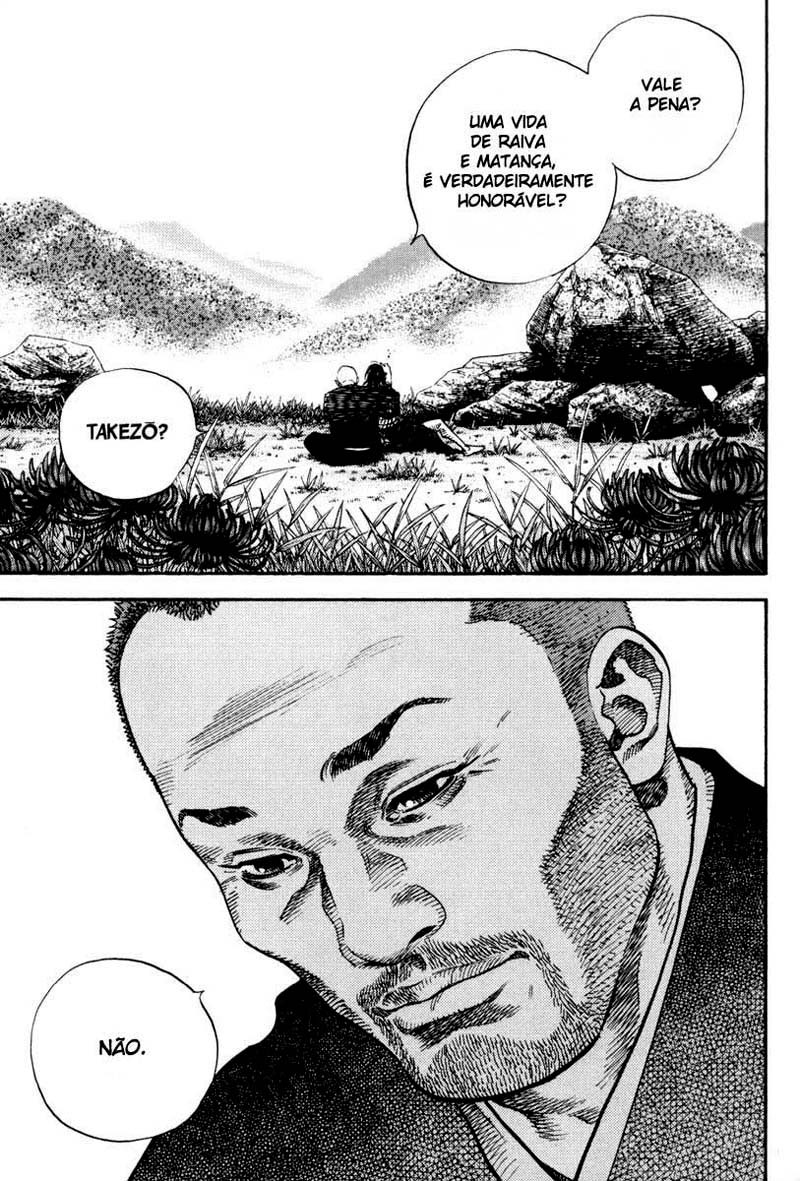 VALE
A PENA?
UMA VIDA
DE RAIVA
E MATANÇA,
É VERDADEIRAMENTE
HONORÁVEL?
TAKEZŌ?
NÃO.